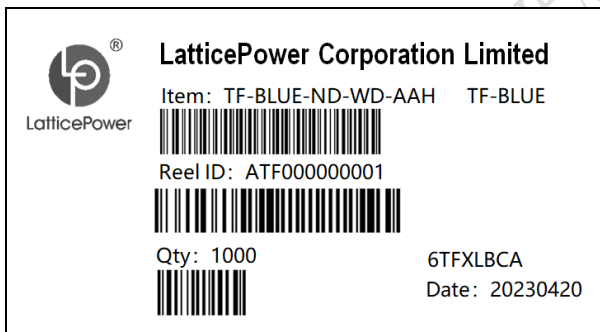 LatticePower Corporation Limited
Item: TF-BLUE-ND-WD-AAH TF-BLUE
LatticePower
Reel ID: ATF000000001
Qty: 1000
6TFXLBCA
Date: 20230420